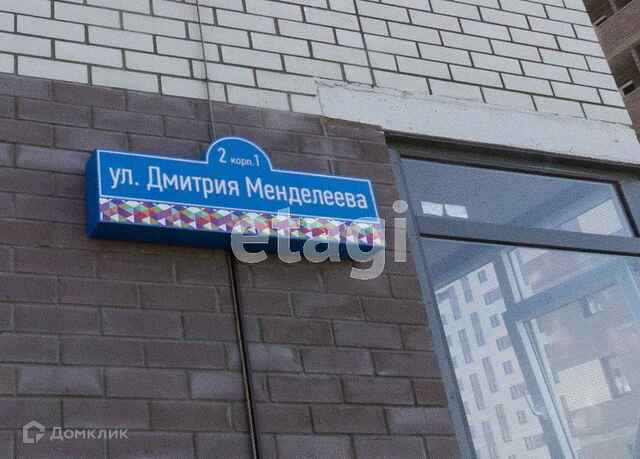 2 корп.1
ул. Дмитрия Менделеева
etagi
Домклик